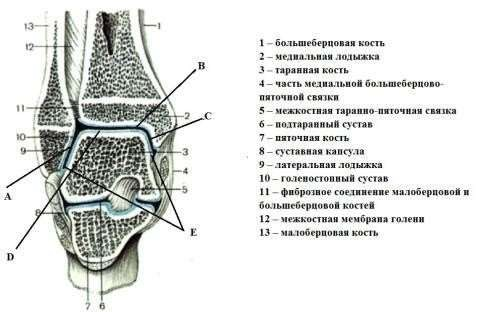 13
12
1
B
1 – большеберцовая кость
2 – медиальная лодыжка
3 – таранная кость
4 – часть медиальной большеберцово-
пяточной связки
5 – межкостная таранно-пяточная связка
6 – подтаранный сустав
7 – пяточная кость
8 – суставная капсула
9 – латеральная лодыжка
10 – голеностопный сустав
11 – фиброзное соединение малоберцовой и
большеберцовой костей
12 – межкостная мембрана голени
13 – малоберцовая кость
11
2
C
10
9
3
4
A
5
8
E
D
7 6